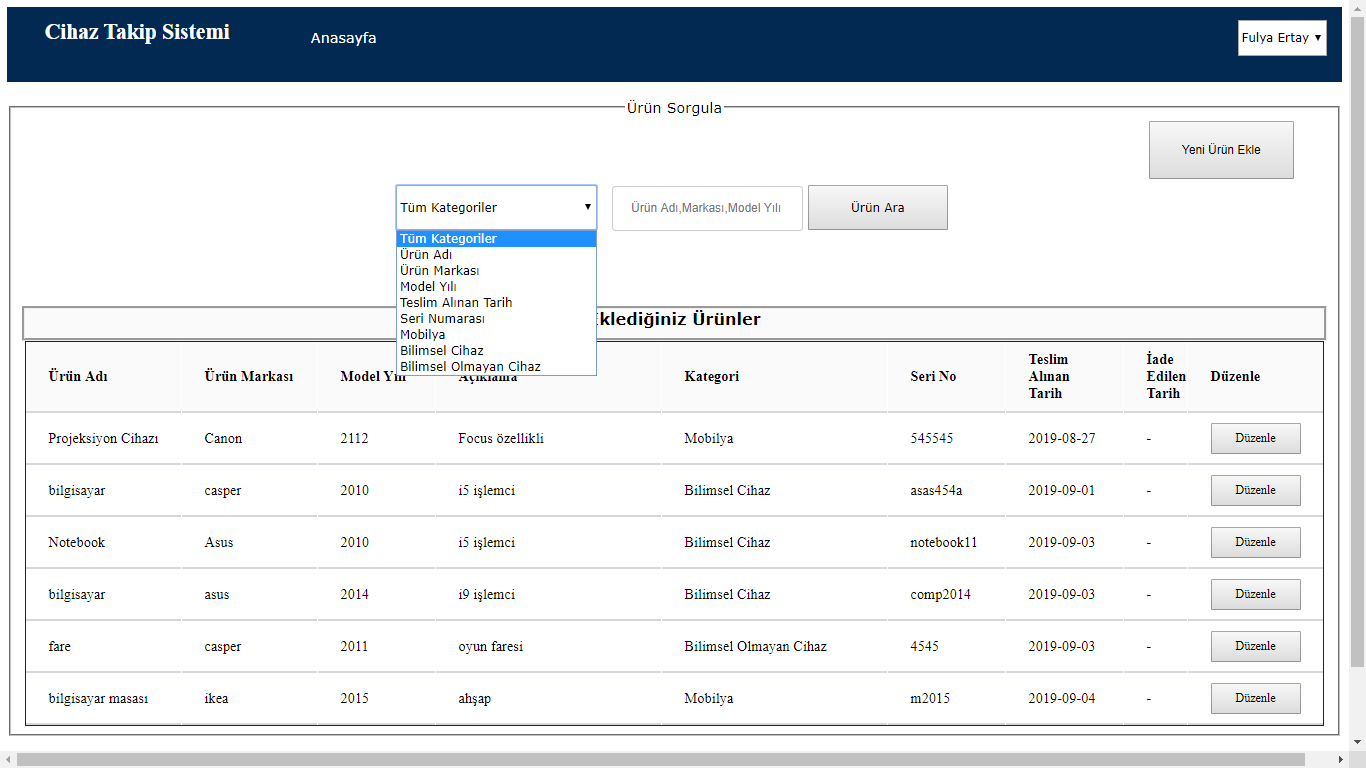 Cihaz Takip Sistemi
Anasayfa
Fulya Ertay
Ürün Sorgula
Yeni Ürün Ekle
Tüm Kategoriler
Ürün Adı,Markası,Model Yılı
Ürün Ara
Tüm Kategoriler
Ürün Adı
Ürün Markası
Model Yılı
Teslim Alınan Tarih
Seri Numarası
Mobilya
Bilimsel Cihaz
Bilimsel Olmayan Cihaz
Eklediğiniz Ürünler
Ürün Adı Ürün Markası Model Yılı Açıklama Kategori Seri No Teslim Alınan Tarih İade Edilen Tarih Düzenle
Projeksiyon Cihazı Canon 2112 Focus özellikli Mobilya 545545 2019-08-27 - Düzenle
bilgisayar casper 2010 i5 işlemci Bilimsel Cihaz asas454a 2019-09-01 - Düzenle
Notebook Asus 2010 i5 işlemci Bilimsel Cihaz notebook11 2019-09-03 - Düzenle
bilgisayar asus 2014 i9 işlemci Bilimsel Cihaz comp2014 2019-09-03 - Düzenle
fare casper 2011 oyun faresi Bilimsel Olmayan Cihaz 4545 2019-09-03 - Düzenle
bilgisayar masası ikea 2015 ahşap Mobilya m2015 2019-09-04 - Düzenle